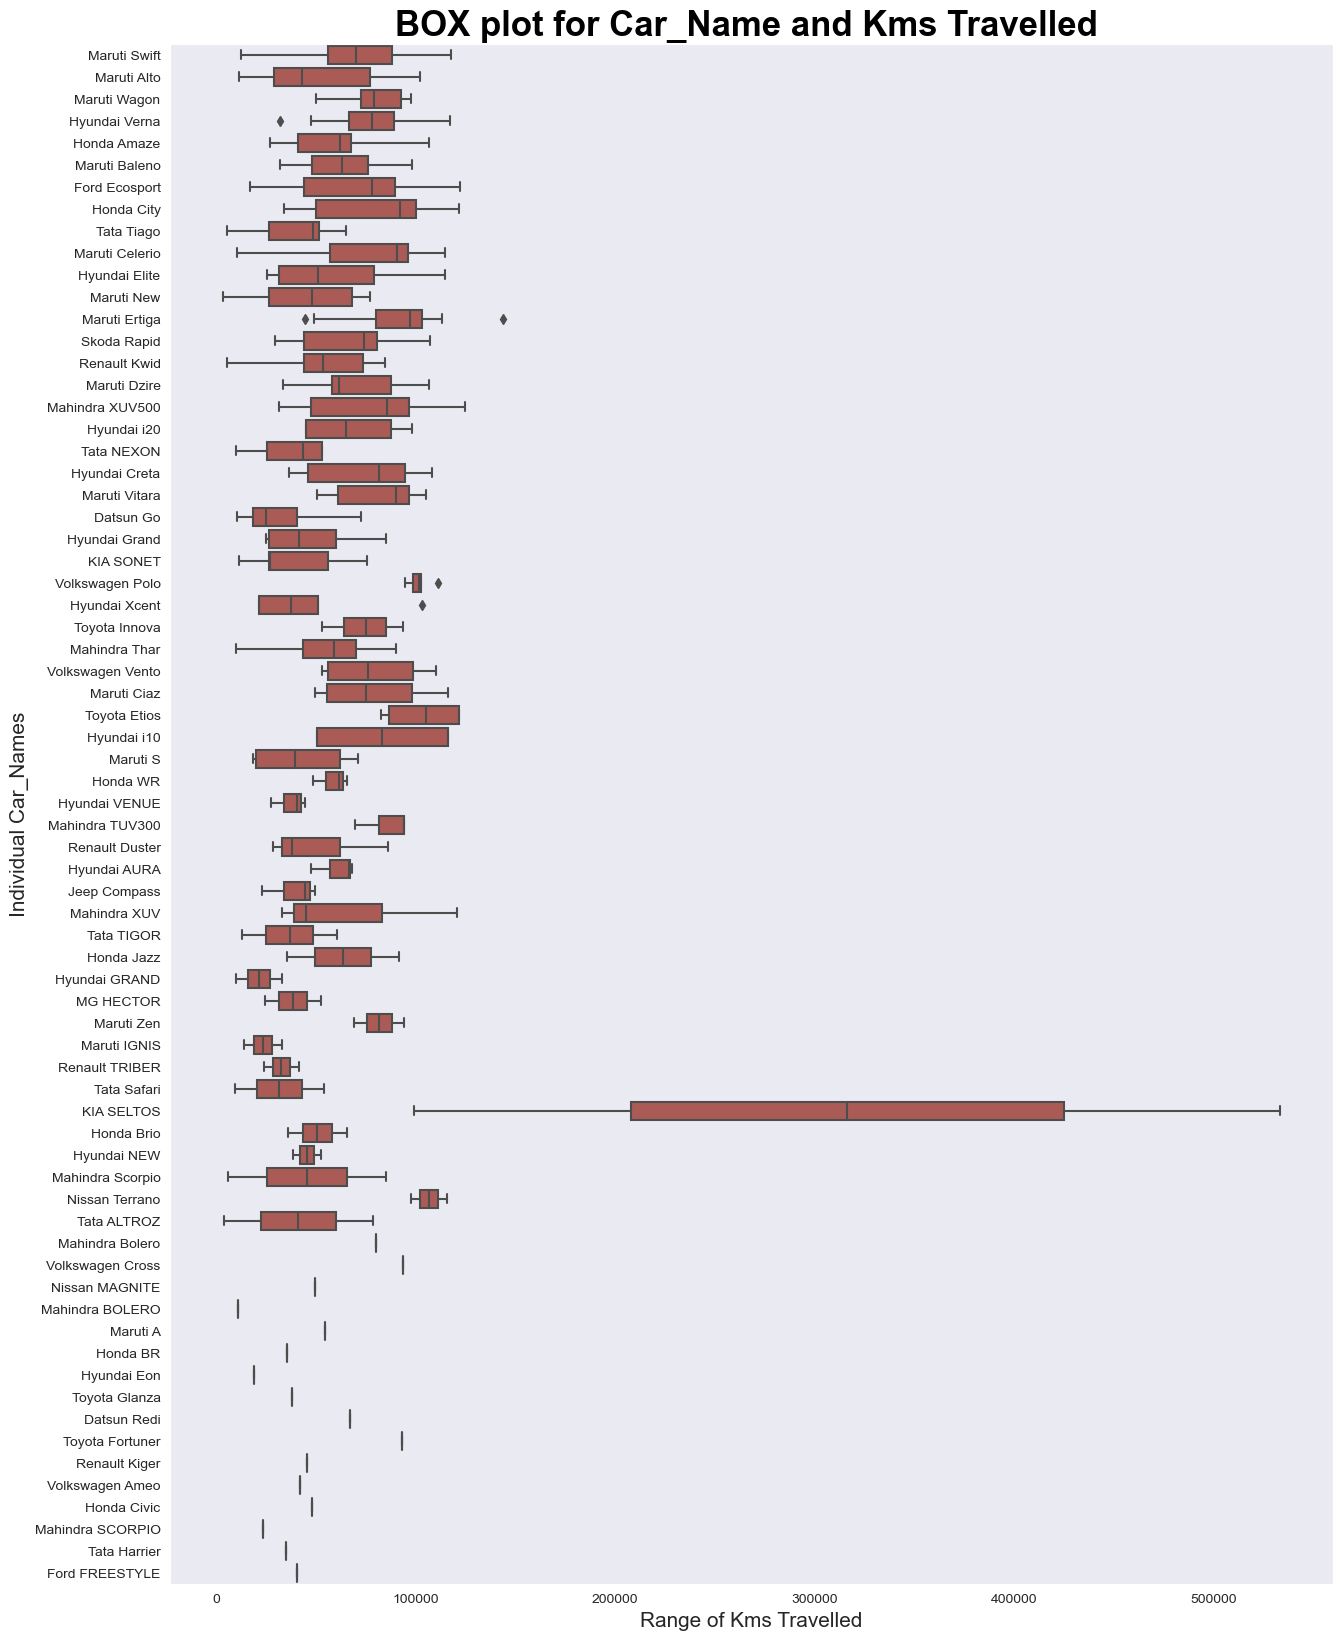 BOX plot for Car_Name and Kms Travelled
Individual Car_Names
Maruti Swift
Maruti Alto
Maruti Wagon
Hyundai Verna
Honda Amaze
Maruti Baleno
Ford Ecosport
Honda City
Tata Tiago
Maruti Celerio
Hyundai Elite
Maruti New
Maruti Ertiga
Skoda Rapid
Renault Kwid
Maruti Dzire
Mahindra XUV500
Hyundai i20
Tata NEXON
Hyundai Creta
Maruti Vitara
Datsun Go
Hyundai Grand
KIA SONET
Volkswagen Polo
Hyundai Xcent
Toyota Innova
Mahindra Thar
Volkswagen Vento
Maruti Ciaz
Toyota Etios
Hyundai i10
Maruti S
Honda WR
Hyundai VENUE
Mahindra TUV300
Renault Duster
Hyundai AURA
Jeep Compass
Mahindra XUV
Tata TIGOR
Honda Jazz
Hyundai GRAND
MG HECTOR
Maruti Zen
Maruti IGNIS
Renault TRIBER
Tata Safari
KIA SELTOS
Honda Brio
Hyundai NEW
Mahindra Scorpio
Nissan Terrano
Tata ALTROZ
Mahindra Bolero
Volkswagen Cross
Nissan MAGNITE
Mahindra BOLERO
Maruti A
Honda BR
Hyundai Eon
Toyota Glanza
Datsun Redi
Toyota Fortuner
Renault Kiger
Volkswagen Ameo
Honda Civic
Mahindra SCORPIO
Tata Harrier
Ford FREESTYLE
0 100000 200000 300000 400000 500000
Range of Kms Travelled